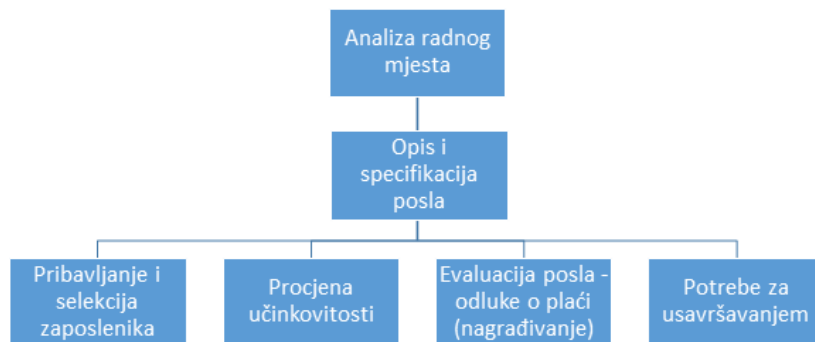 Analiza radnog
mjesta
Opis i
specifikacija
posla
Pribavljanje i
selekcija
zaposlenika
Procjena
učinkovitosti
Evaluacija posla -
odluke o plaći
(nagrađivanje)
Potrebe za
usavršavanjem